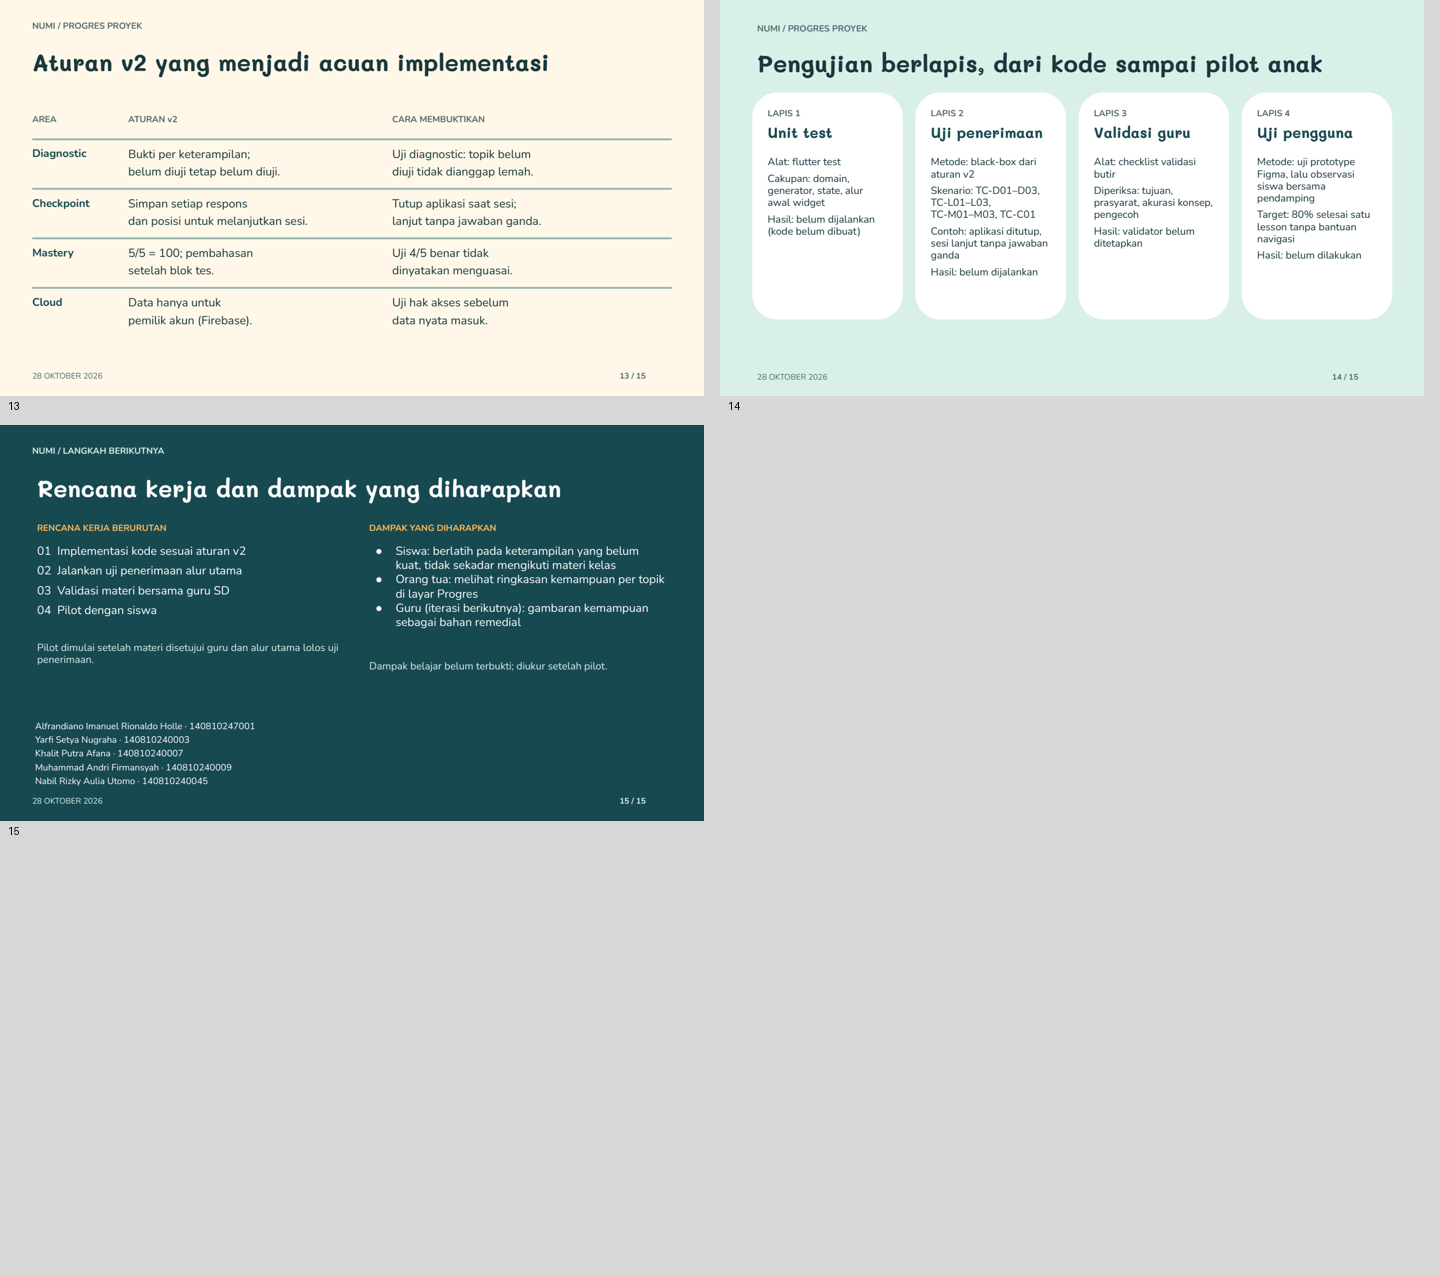 NUMI / PROGRES PROYEK
Aturan v2 yang menjadi acuan implementasi
AREA ATURAN v2 CARA MEMBUKTIKAN
Diagnostic Bukti per keterampilan; Uji diagnostic: topik belum
belum diuji tetap belum diuji. diuji tidak dianggap lemah.
Checkpoint Simpan setiap respons Tutup aplikasi saat sesi;
dan posisi untuk melanjutkan sesi. lanjut tanpa jawaban ganda.
Mastery 5/5 = 100; pembahasan Uji 4/5 benar tidak
setelah blok tes. dinyatakan menguasai.
Cloud Data hanya untuk Uji hak akses sebelum
pemilik akun (Firebase). data nyata masuk.
28 OKTOBER 2026 13 / 15
13
NUMI / PROGRES PROYEK
Pengujian berlapis, dari kode sampai pilot anak
LAPIS 1
Unit test
Alat: flutter test
Cakupan: domain,
generator, state, alur
awal widget
Hasil: belum dijalankan
(kode belum dibuat)
LAPIS 2
Uji penerimaan
Metode: black-box dari
aturan v2
Skenario: TC-D01–D03,
TC-L01–L03,
TC-M01–M03, TC-C01
Contoh: aplikasi ditutup,
sesi lanjut tanpa jawaban
ganda
Hasil: belum dijalankan
LAPIS 3
Validasi guru
Alat: checklist validasi
butir
Diperiksa: tujuan,
prasyarat, akurasi konsep,
pengecoh
Hasil: validator belum
ditetapkan
LAPIS 4
Uji pengguna
Metode: uji prototype
Figma, lalu observasi
siswa bersama
pendamping
Target: 80% selesai satu
lesson tanpa bantuan
navigasi
Hasil: belum dilakukan
28 OKTOBER 2026 14 / 15
14
NUMI / LANGKAH BERIKUTNYA
Rencana kerja dan dampak yang diharapkan
RENCANA KERJA BERURUTAN
01 Implementasi kode sesuai aturan v2
02 Jalankan uji penerimaan alur utama
03 Validasi materi bersama guru SD
04 Pilot dengan siswa
Pilot dimulai setelah materi disetujui guru dan alur utama lolos uji
penerimaan.
DAMPAK YANG DIHARAPKAN
● Siswa: berlatih pada keterampilan yang belum
kuat, tidak sekadar mengikuti materi kelas
● Orang tua: melihat ringkasan kemampuan per topik
di layar Progres
● Guru (iterasi berikutnya): gambaran kemampuan
sebagai bahan remedial
Dampak belajar belum terbukti; diukur setelah pilot.
Alfrandiano Imanuel Rionaldo Holle · 140810247001
Yarfi Setya Nugraha · 140810240003
Khalit Putra Afana · 140810240007
Muhammad Andri Firmansyah · 140810240009
Nabil Rizky Aulia Utomo · 140810240045
28 OKTOBER 2026 15 / 15
15